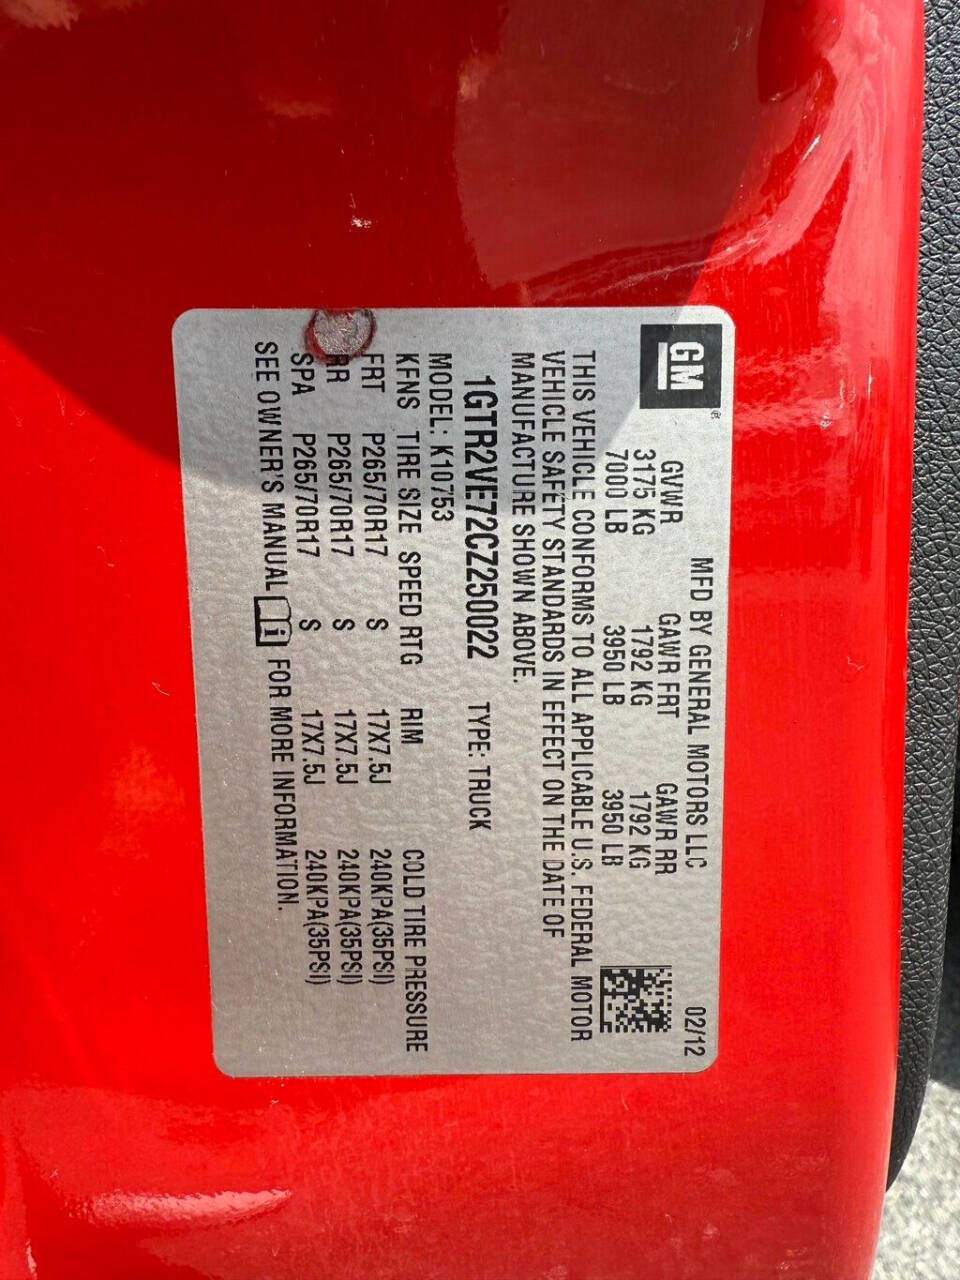 GM®
MFD BY GENERAL MOTORS LLC 02/12
GVWR GAWR FRT GAWR RR
3175 KG 1792 KG 1792 KG
7000 LB 3950 LB 3950 LB
THIS VEHICLE CONFORMS TO ALL APPLICABLE U.S. FEDERAL MOTOR
VEHICLE SAFETY STANDARDS IN EFFECT ON THE DATE OF
MANUFACTURE SHOWN ABOVE.
1GTR2VE72CZ250022 TYPE: TRUCK
MODEL: K10753
KFNS TIRE SIZE SPEED RTG RIM COLD TIRE PRESSURE
FRT P265/70R17 S 17X7.5J 240KPA(35PSI)
RR P265/70R17 S 17X7.5J 240KPA(35PSI)
SPA P265/70R17 S 17X7.5J 240KPA(35PSI)
SEE OWNER'S MANUAL i FOR MORE INFORMATION.